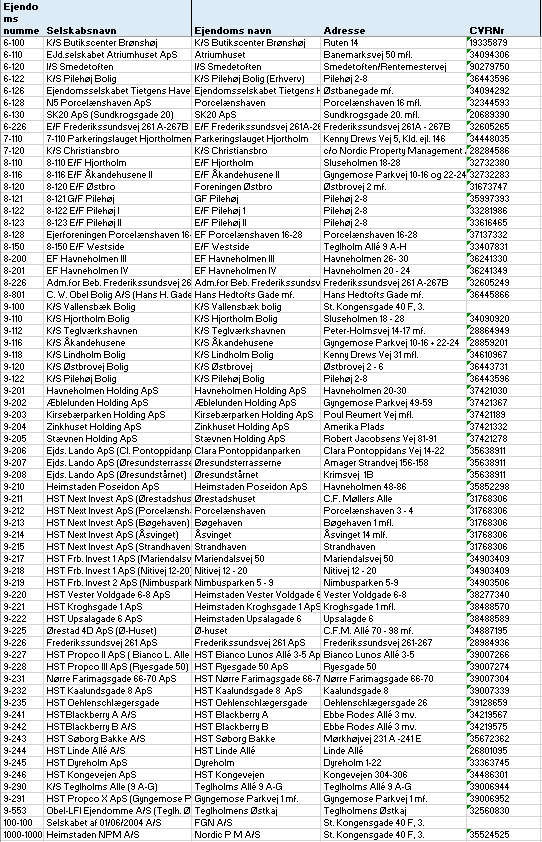 Ejendo
ms
numme Selskabsnavn Ejendoms navn Adresse CVRNr
6-100 K/S Butikscenter Brønshøj K/S Butikscenter Brønshøj Ruten 14 19335879
6-110 EJd.selskabet Atriumhuset ApS Atriumhuset Banemarksvej 50 mfl. 34094306
6-120 I/S Smedetoften I/S Smedetoften Smedetoften/Rentemestervej 90279750
6-122 K/S Pilehøj Bolig K/S Pilehøj Bolig (Erhverv) Pilehøj 2-8 36443596
6-126 Ejendomsselskabet Tietgens Have Ejendomsselskabet Tietgens H Østbanegade mf. 34094292
6-128 N5 Porcelænshaven ApS Porcelænshaven Porcelænshaven 16 mfl. 32344593
6-130 SK20 ApS (Sundkrogsgade 20) SK20 ApS Sundkrogsgade 20. mfl. 20689390
6-226 E/F Frederikssundsvej 261 A-267B E/F Frederikssundsvej 261 A-26 Frederikssundsvej 261A - 267B 32605265
7-110 7-110 Parkeringslauget Hjortholmen Parkeringslauget Hjortholm Kenny Drews Vej 5, Kld. ejf. 146 34448035
7-120 K/S Christiansbro K/S Christiansbro c/o Nordic Property Management 28284586
8-110 8-110 E/F Hjortholm E/F Hjortholm Sluseholmen 18-28 32732380
8-116 8-116 E/F Åkandehusene II E/F Åkandehusene II Gyngemose Parkvej 10-16 og 22-24 32732283
8-120 8-120 E/F Østbro Foreningen Østbro Østbrovej 2 mf. 31673747
8-121 8-121 G/F Pilehøj GF Pilehøj Pilehøj 2-8 35997393
8-122 8-122 E/F Pilehøj I E/F Pilehøj 1 Pilehøj 2-8 33281986
8-123 8-123 E/F Pilehøj II E/F Pilehøj II Pilehøj 2-8 33616465
8-128 Ejerforeningen Porcelænshaven 16- EF Porcelænshaven 16-28 Porcelænshaven 16-28 37137332
8-150 8-150 E/F Westside E/F Westside Teglholm Allé 9 A-H 33407831
8-200 EF Havneholmen III EF Havneholmen III Havneholmen 26- 30 36241330
8-201 EF Havneholmen IV EF Havneholmen IV Havneholmen 20 - 24 36241349
8-226 Adm.for Beb. Frederikssundsvej 26 Adm.for Beb. Frederikssundsv Frederikssundsvej 261 A-267B 32605249
8-801 C. W. Obel Bolig A/S (Hans H. Gade Hans Hedtofts Gade mf. Hans Hedtofts Gade mf. 36445866
9-100 K/S Vallensbæk Bolig K/S Vallensbæk bolig St. Kongensgade 40 F, 3.
9-110 K/S Hjortholm Bolig K/S Hjortholm Bolig Sluseholmen 18 - 28 34090920
9-112 K/S Teglværkshavnen K/S Teglværkshavnen Peter-Holmsvej 14-17 mf. 28864949
9-116 K/S Åkandehusene K/S Åkandehusene Gyngemose Parkvej 10-16 + 22-24 28859201
9-118 K/S Lindholm Bolig K/S Lindholm Bolig Kenny Drews Vej 31 mfl. 34610967
9-120 K/S Østbrovej Bolig K/S Østbrovej Bolig Østbrovej 2 - 6 36443731
9-122 K/S Pilehøj Bolig K/S Pilehøj Bolig Pilehøj 2-8 36443596
9-201 Havneholmen Holding ApS Havneholmen Holding ApS Havneholmen 20-30 37421030
9-202 Æblelunden Holding ApS Æblelunden Holding ApS Gyngemose Parkvej 49-59 37421367
9-203 Kirsebærparken Holding ApS Kirsebærparken Holding ApS Poul Reumert Vej mfl. 37421189
9-204 Zinkhuset Holding ApS Zinkhuset Holding ApS Amerika Plads 37421332
9-205 Stævnen Holding ApS Stævnen Holding ApS Robert Jacobsens Vej 81-91 37421278
9-206 Ejds. Lando ApS (Cl. Pontoppidanp Clara Pontoppidanparken Clara Pontoppidans Vej 14-22 35638911
9-207 Ejds. Lando ApS (Øresundsterrasse Øresundsterrasserne Amager Strandvej 156-158 35638911
9-208 Ejds. Lando ApS (Øresundstårnet) Øresundstårnet Krimsvej 1B 35638911
9-210 Heimstaden Poseidon ApS Heimstaden Poseidon ApS Havneholmen 48-86 35852298
9-211 HST Next Invest ApS (Ørestadshus Ørestadshuset C.F. Møllers Alle 31768306
9-212 HST Next Invest ApS (Porcelænsh Porcelænshaven Porcelænshaven 3 - 4 31768306
9-213 HST Next Invest ApS (Bøgehaven) Bøgehaven Bøgehaven 1 mfl. 31768306
9-214 HST Next Invest ApS (Åsvinget) Åsvinget Åsvinget 14 mlf. 31768306
9-215 HST Next Invest ApS (Strandhaven Strandhaven Strandhaven 31768306
9-217 HST Frb. Invest 1 ApS (Mariendalsv Mariendalsvej 50 Mariendalsvej 50 34903409
9-218 HST Frb. Invest 1 ApS (Nitivej 12-20) Nitivej 12 - 20 Nitivej 12 - 20 34903409
9-219 HST Frb. Invest 2 ApS (Nimbuspark Nimbusparken 5-9 Nimbusparken 5 - 9 34903506
9-220 HST Vester Voldgade 6-8 ApS Heimstaden Vester Voldgade 6 Vester Voldgade 6-8 38277340
9-221 HST Kroghsgade 1 ApS Heimstaden Kroghsgade 1 ApS Kroghsgade 1 mfl. 38488570
9-222 HST Upsalagade 6 ApS Heimstaden Upsalagade 6 Upsalagade 6 38488589
9-225 Ørestad 4D ApS (Ø-Huset) Ø-huset C.F.M. Allé 70 - 98 mf. 34887195
9-226 Frederikssundsvej 261 ApS Frederikssundsvej 261 ApS Frederikssundsvej 261-267 28984936
9-227 HST Propco II ApS ( Bianco L. Alle HST Bianco Lunos Allé 3-5 Ap Bianco Lunos Allé 3-5 39007266
9-228 HST Propco III ApS (Ryesgade 50) HST Ryesgade 50 ApS Ryesgade 50 39007274
9-231 Nørre Farimagsgade 66-70 ApS HST Nørre Farimagsgade 66-7 Nørre Farimagsgade 66-70 39007304
9-232 HST Kaalundsgade 8 ApS HST Kaalundsgade 8 ApS Kaalundsgade 8 39007339
9-235 HST Oehlenschlægersgade HST Oehlenschlægersgade Oehlenschlægersgade 26 39128659
9-241 HSTBlackberry A A/S HST Blackberry A Ebbe Rodes Allé 3 mv. 34219567
9-242 HSTBlackberry B A/S HST Blackberry B Ebbe Rodes Allé 3 mv. 34219575
9-243 HST Søborg Bakke A/S HST Søborg Bakke Mørkhøjvej 231 A -241 E 35672362
9-244 HST Linde Allé A/S HST Linde Allé Linde Allé 26801095
9-245 HST Dyreholm ApS Dyreholm Dyreholm 1-22 33363745
9-246 HST Kongevejen ApS HST Kongevejen Kongevejen 304-306 34486301
9-290 K/S Teglholms Alle (9 A-G) Teglholms Allé 9 A-G Teglholms Allé 9 A-G 39006944
9-291 HST Propco X ApS (Gyngemose P Gyngemose Parkvej 1 mf. Gyngemose Parkvej 1 mfl. 39006952
9-553 Obel-LFI Ejendomme A/S (Teglh. Ø Teglholmens Østkaj Teglholmens Østkaj 32560830
100-100 Selskabet af 01/06/2004 A/S FGN A/S St. Kongensgade 40 F, 3.
1000-1000 Heimstaden NPM A/S Nordic P M A/S St. Kongensgade 40 F, 3. 35524525